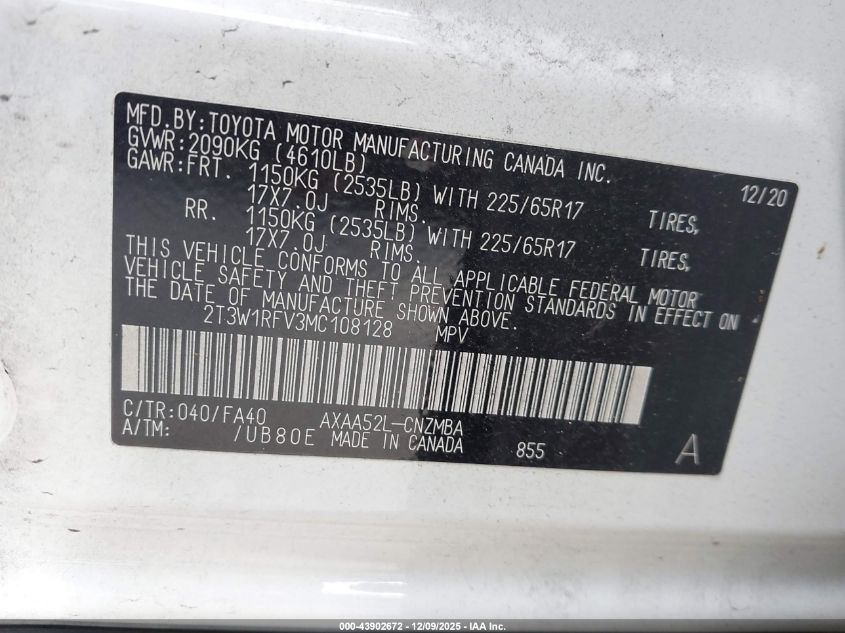 MFD.BY:TOYOTA MOTOR MANUFACTURING CANADA INC. 12/20
GVWR:2090KG (4610LB)
GAWR:FRT. 1150KG (2535LB) WITH 225/65R17 TIRES,
17X7.0J RIMS.
RR. 1150KG (2535LB) WITH 225/65R17 TIRES,
17X7.0J RIMS.
THIS VEHICLE CONFORMS TO ALL APPLICABLE FEDERAL MOTOR
VEHICLE SAFETY AND THEFT PREVENTION STANDARDS IN EFFECT ON
THE DATE OF MANUFACTURE SHOWN ABOVE.
2T3W1RFV3MC108128 MPV
C/TR:040/FA40 AXAA52L-CNZMBA
A/TM: /UB80E MADE IN CANADA 855 A
000-43902672 - 12/09/2025 - IAA Inc.